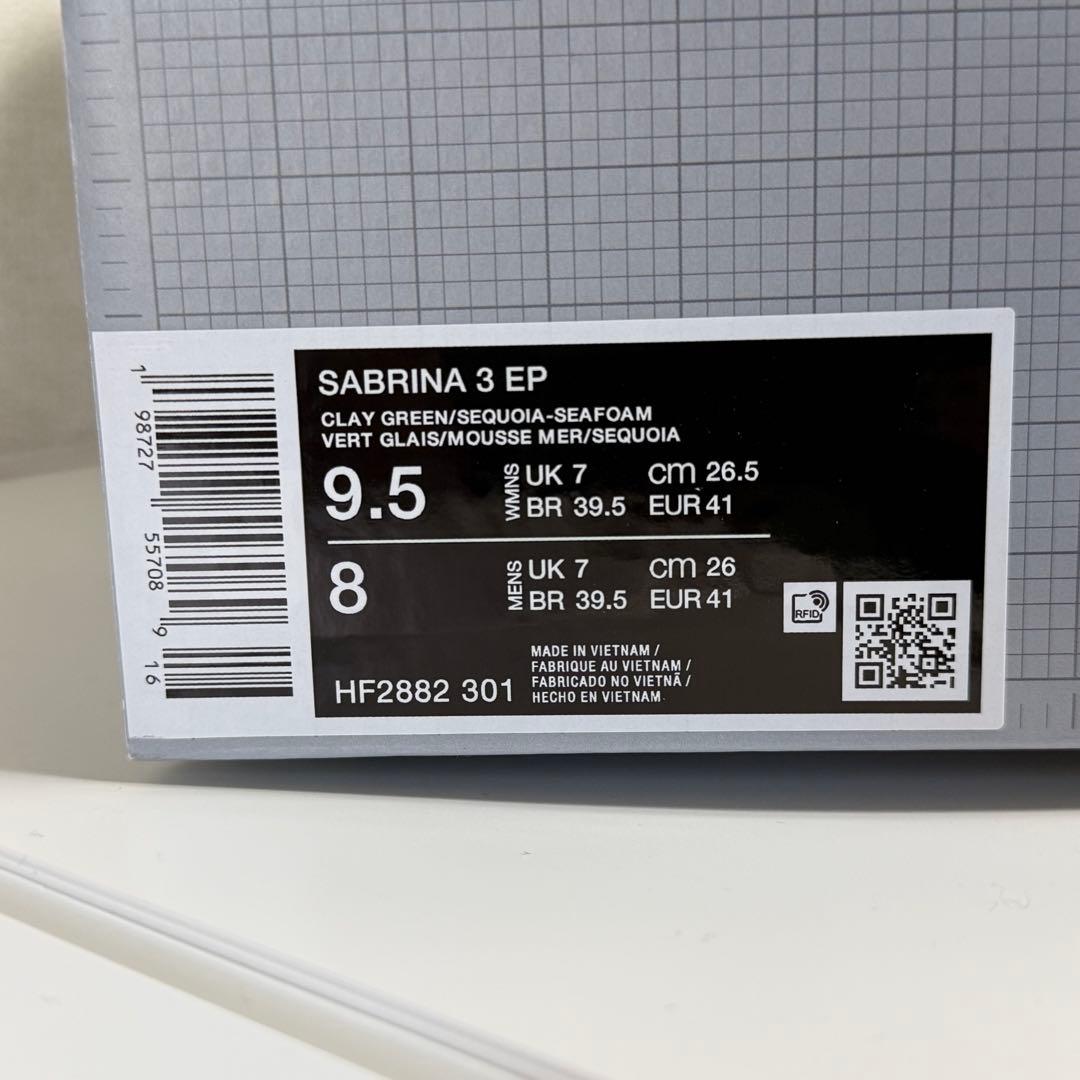 SABRINA 3 EP
CLAY GREEN/SEQUOIA-SEAFOAM
VERT GLAIS/MOUSSE MER/SEQUOIA
9.5 WMNS UK 7 cm 26.5
BR 39.5 EUR 41
8 MENS UK 7 cm 26
BR 39.5 EUR 41
MADE IN VIETNAM /
FABRIQUE AU VIETNAM /
FABRICADO NO VIETNÃ /
HECHO EN VIETNAM
HF2882 301
RFID
1 98727 55708 9 16